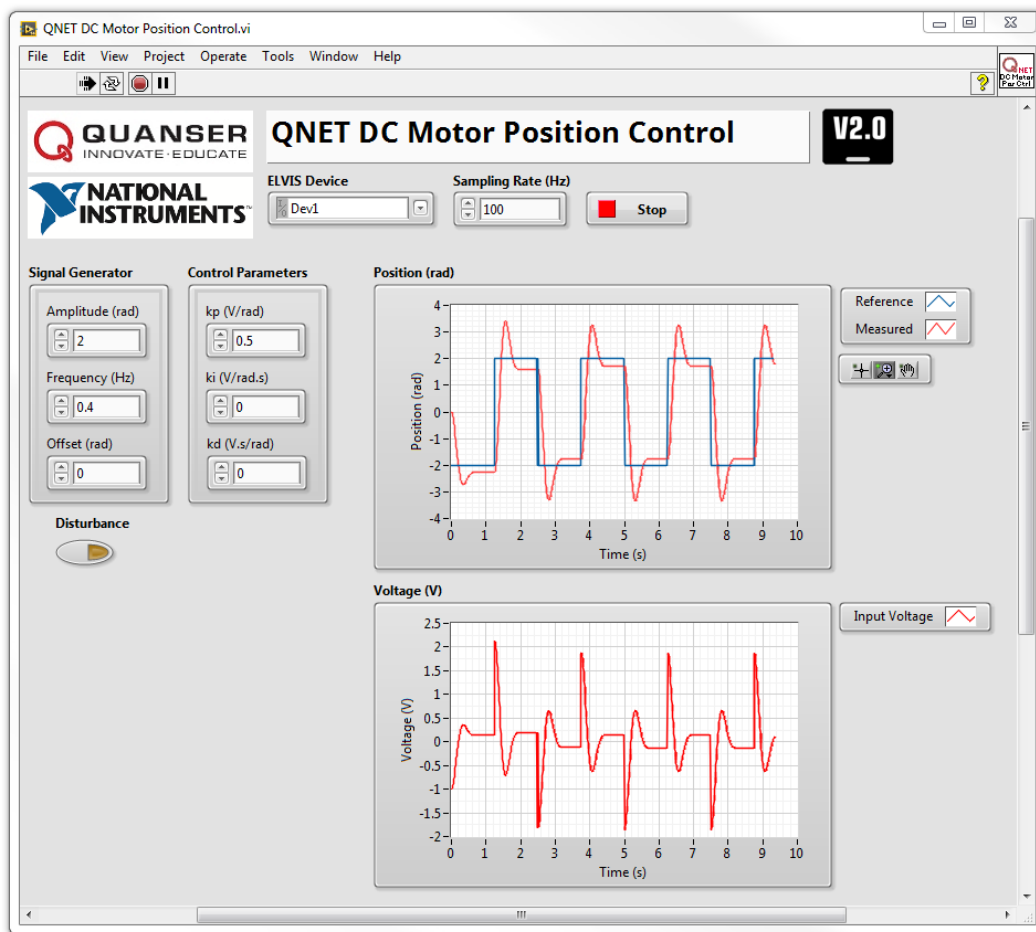 QNET DC Motor Position Control.vi
File Edit View Project Operate Tools Window Help
QNET
DC Motor
Pos Ctrl
QUANSER
INNOVATE·EDUCATE
QNET DC Motor Position Control
V2.0
NATIONAL
INSTRUMENTS™
ELVIS Device
Dev1
Sampling Rate (Hz)
100
Stop
Signal Generator
Amplitude (rad)
2
Frequency (Hz)
0.4
Offset (rad)
0
Disturbance
Control Parameters
kp (V/rad)
0.5
ki (V/rad.s)
0
kd (V.s/rad)
0
Position (rad)
Position (rad)
4
3
2
1
0
-1
-2
-3
-4
0 1 2 3 4 5 6 7 8 9 10
Time (s)
Reference
Measured
Voltage (V)
Voltage (V)
2.5
2
1.5
1
0.5
0
-0.5
-1
-1.5
-2
0 1 2 3 4 5 6 7 8 9 10
Time (s)
Input Voltage